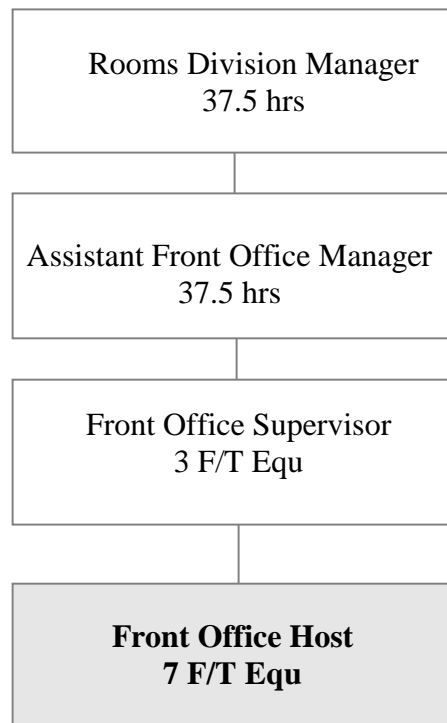 Rooms Division Manager
37.5 hrs
Assistant Front Office Manager
37.5 hrs
Front Office Supervisor
3 F/T Equ
Front Office Host
7 F/T Equ